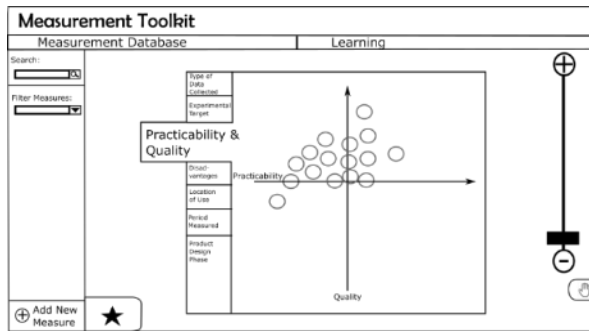 Measurement Toolkit
Measurement Database
Learning
Search:
Filter Measures:
Type of
Data
Collected
Experimental
Target
Practicability &
Quality
Disad-
vantages
Location
of Use
Period
Measured
Product
Design
Phase
Practicability
Quality
Add New
Measure